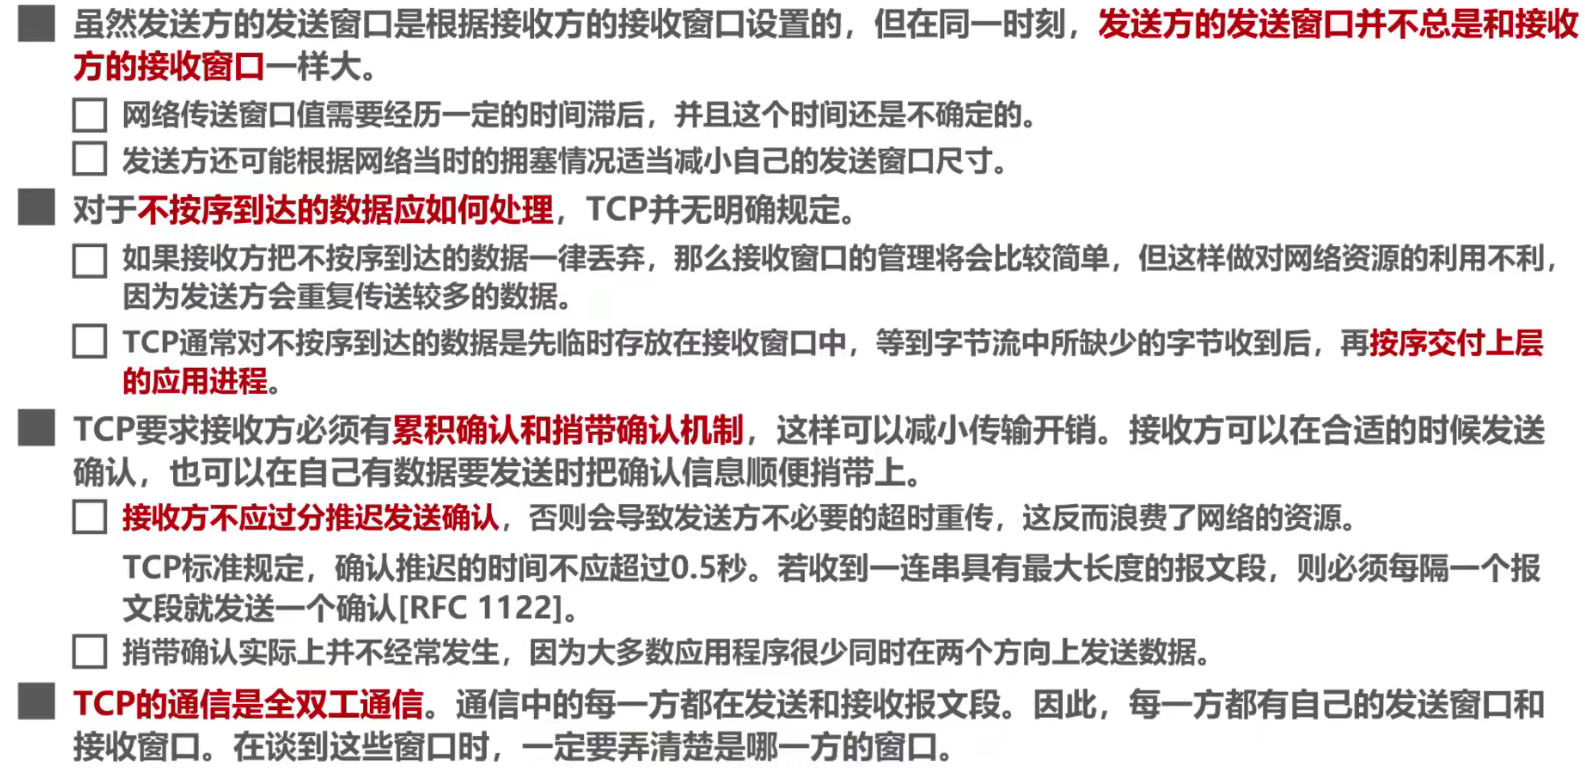 虽然发送方的发送窗口是根据接收方的接收窗口设置的，但在同一时刻，发送方的发送窗口并不总是和接收
方的接收窗口一样大。
网络传送窗口值需要经历一定的时间滞后，并且这个时间还是不确定的。
发送方还可能根据网络当时的拥塞情况适当减小自己的发送窗口尺寸。
对于不按序到达的数据应如何处理，TCP并无明确规定。
如果接收方把不按序到达的数据一律丢弃，那么接收窗口的管理将会比较简单，但这样做对网络资源的利用不利，
因为发送方会重复传送较多的数据。
TCP通常对不按序到达的数据是先临时存放在接收窗口中，等到字节流中所缺少的字节收到后，再按序交付上层
的应用进程。
TCP要求接收方必须有累积确认和捎带确认机制，这样可以减小传输开销。接收方可以在合适的时候发送
确认，也可以在自己有数据要发送时把确认信息顺便捎带上。
接收方不应过分推迟发送确认，否则会导致发送方不必要的超时重传，这反而浪费了网络的资源。
TCP标准规定，确认推迟的时间不应超过0.5秒。若收到一连串具有最大长度的报文段，则必须每隔一个报
文段就发送一个确认[RFC 1122]。
捎带确认实际上并不经常发生，因为大多数应用程序很少同时在两个方向上发送数据。
TCP的通信是全双工通信。通信中的每一方都在发送和接收报文段。因此，每一方都有自己的发送窗口和
接收窗口。在谈到这些窗口时，一定要弄清楚是哪一方的窗口。